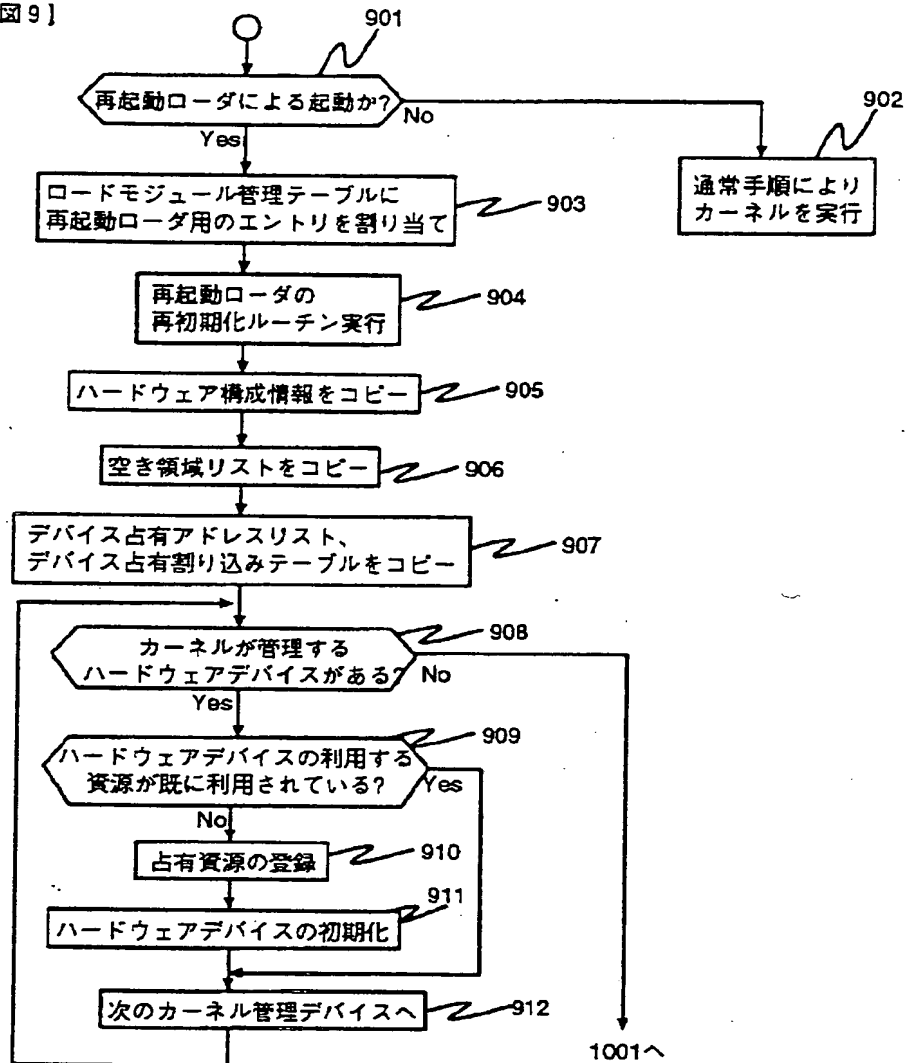 図9]
901
再起動ローダによる起動か?
No
902
Yes
通常手順により
カーネルを実行
ロードモジュール管理テーブルに
再起動ローダ用のエントリを割り当て
903
再起動ローダの
再初期化ルーチン実行
904
ハードウェア構成情報をコピー
905
空き領域リストをコピー
906
デバイス占有アドレスリスト、
デバイス占有割り込みテーブルをコピー
907
カーネルが管理する
ハードウェアデバイスがある?
908
No
Yes
ハードウェアデバイスの利用する
資源が既に利用されている?
909
Yes
No
占有資源の登録
910
ハードウェアデバイスの初期化
911
次のカーネル管理デバイスへ
912
1001へ